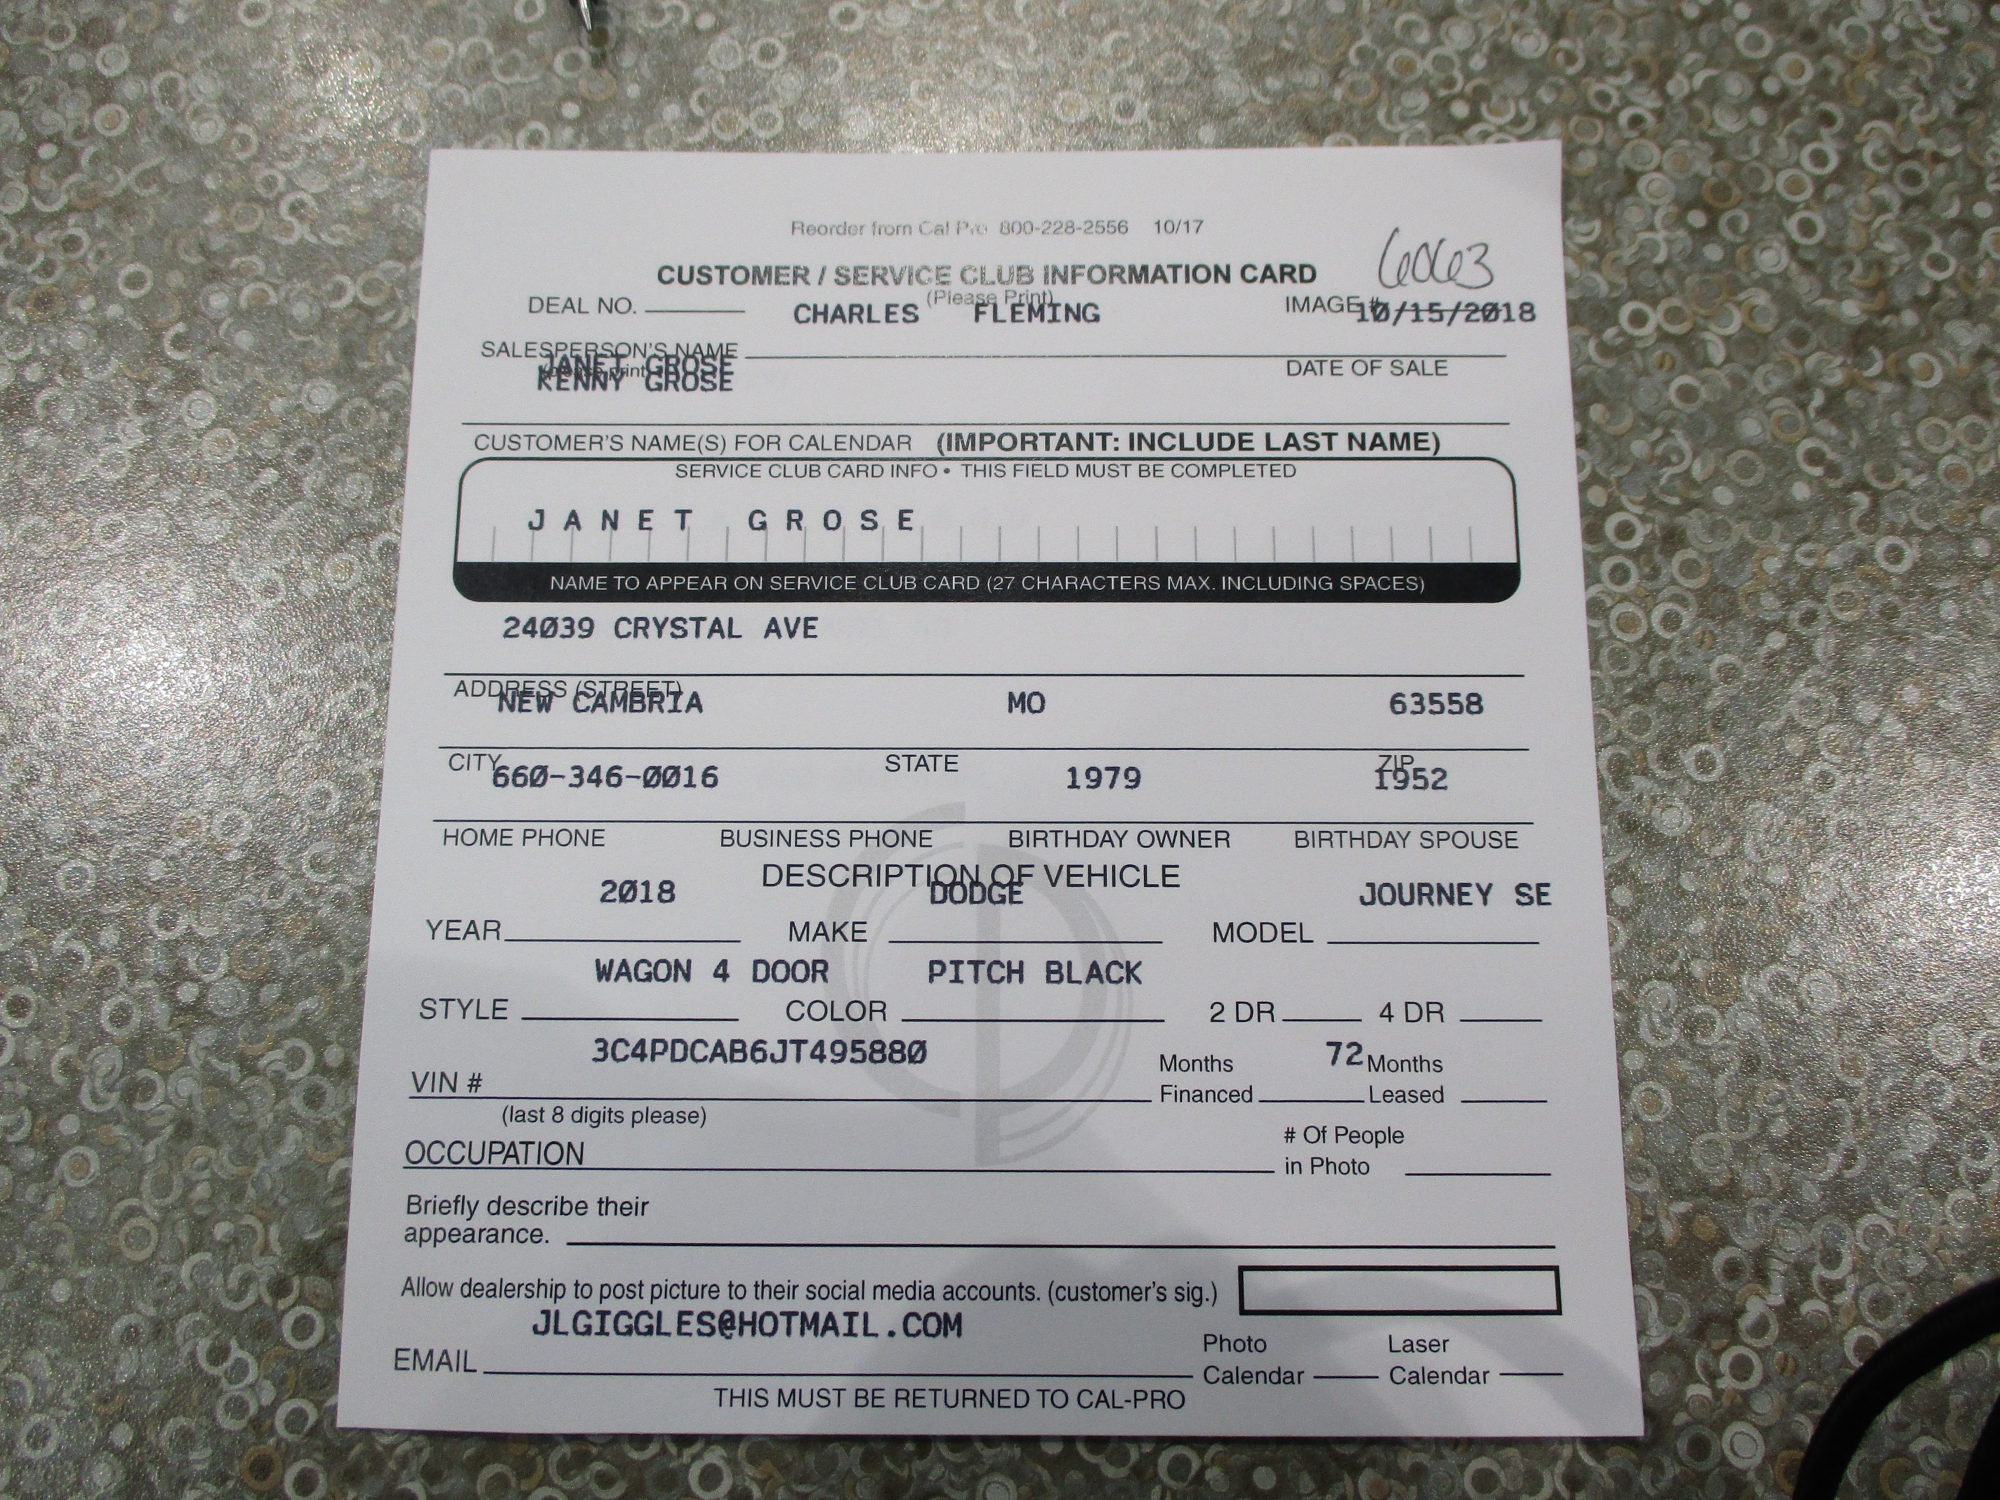 Reorder from Cal Pro 800-228-2556 10/17
6063
CUSTOMER / SERVICE CLUB INFORMATION CARD
(Please Print)
DEAL NO. CHARLES FLEMING IMAGE # 10/15/2018
SALESPERSON'S NAME
(please print) DATE OF SALE
JANET GROSE
KENNY GROSE
CUSTOMER'S NAME(S) FOR CALENDAR (IMPORTANT: INCLUDE LAST NAME)
SERVICE CLUB CARD INFO • THIS FIELD MUST BE COMPLETED
JANET GROSE
NAME TO APPEAR ON SERVICE CLUB CARD (27 CHARACTERS MAX. INCLUDING SPACES)
24039 CRYSTAL AVE
ADDRESS (STREET)
NEW CAMBRIA MO 63558
CITY STATE ZIP
660-346-0016 1979 1952
HOME PHONE BUSINESS PHONE BIRTHDAY OWNER BIRTHDAY SPOUSE
DESCRIPTION OF VEHICLE
2018 DODGE JOURNEY SE
YEAR MAKE MODEL
WAGON 4 DOOR PITCH BLACK
STYLE COLOR 2 DR 4 DR
3C4PDCAB6JT495880 Months 72 Months
VIN # Financed Leased
(last 8 digits please)
OCCUPATION # Of People
in Photo
Briefly describe their
appearance.
Allow dealership to post picture to their social media accounts. (customer's sig.)
JLGIGGLES@HOTMAIL.COM Photo Laser
EMAIL Calendar Calendar
THIS MUST BE RETURNED TO CAL-PRO